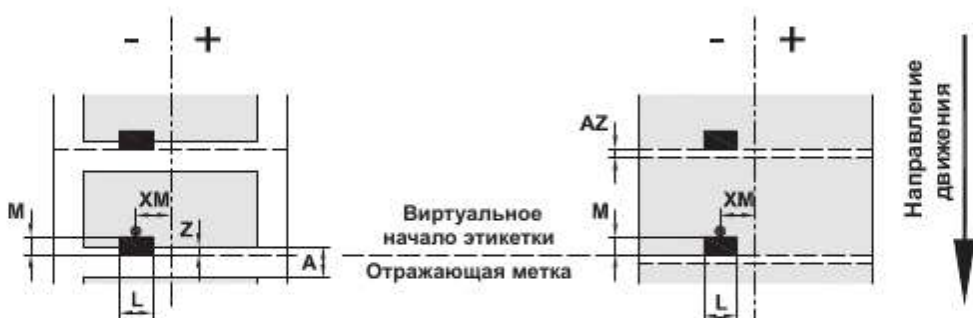 - +
- +
AZ
XM
XM
M
Z
M
A
L
L
Виртуальное
начало этикетки
Отражающая метка
Направление
движения